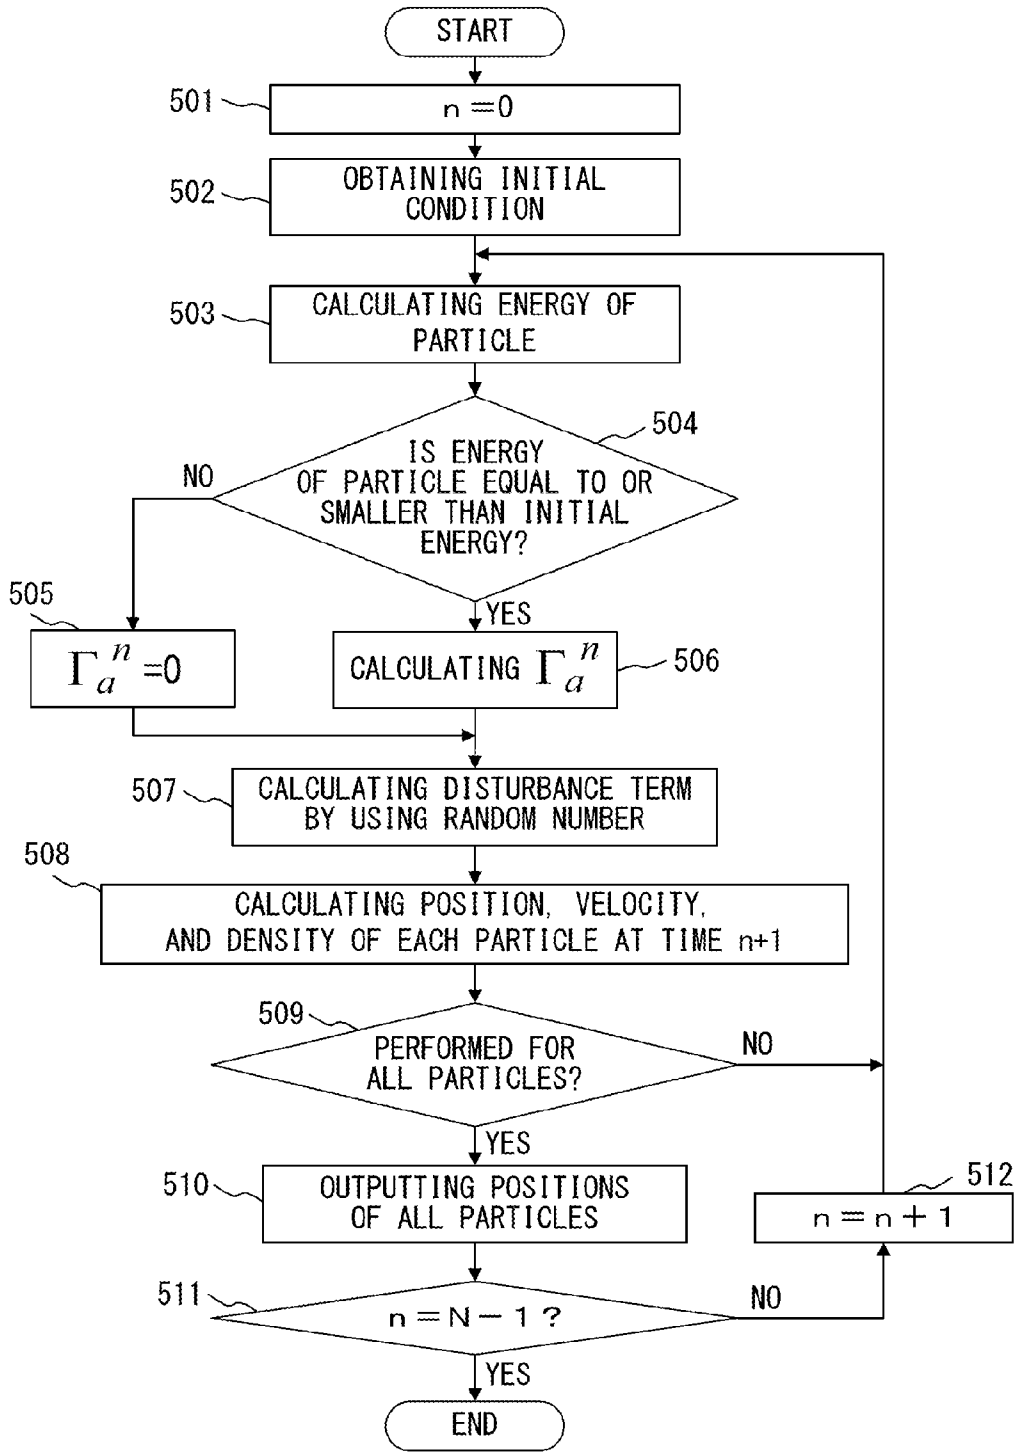 START
501
n=0
502
OBTAINING INITIAL
CONDITION
503
CALCULATING ENERGY OF
PARTICLE
504
IS ENERGY
OF PARTICLE EQUAL TO OR
SMALLER THAN INITIAL
ENERGY?
NO
YES
505
Γₐⁿ=0
CALCULATING Γₐⁿ
506
507
CALCULATING DISTURBANCE TERM
BY USING RANDOM NUMBER
508
CALCULATING POSITION, VELOCITY,
AND DENSITY OF EACH PARTICLE AT TIME n+1
509
PERFORMED FOR
ALL PARTICLES?
NO
YES
510
OUTPUTTING POSITIONS
OF ALL PARTICLES
512
n=n+1
511
n=N-1?
NO
YES
END